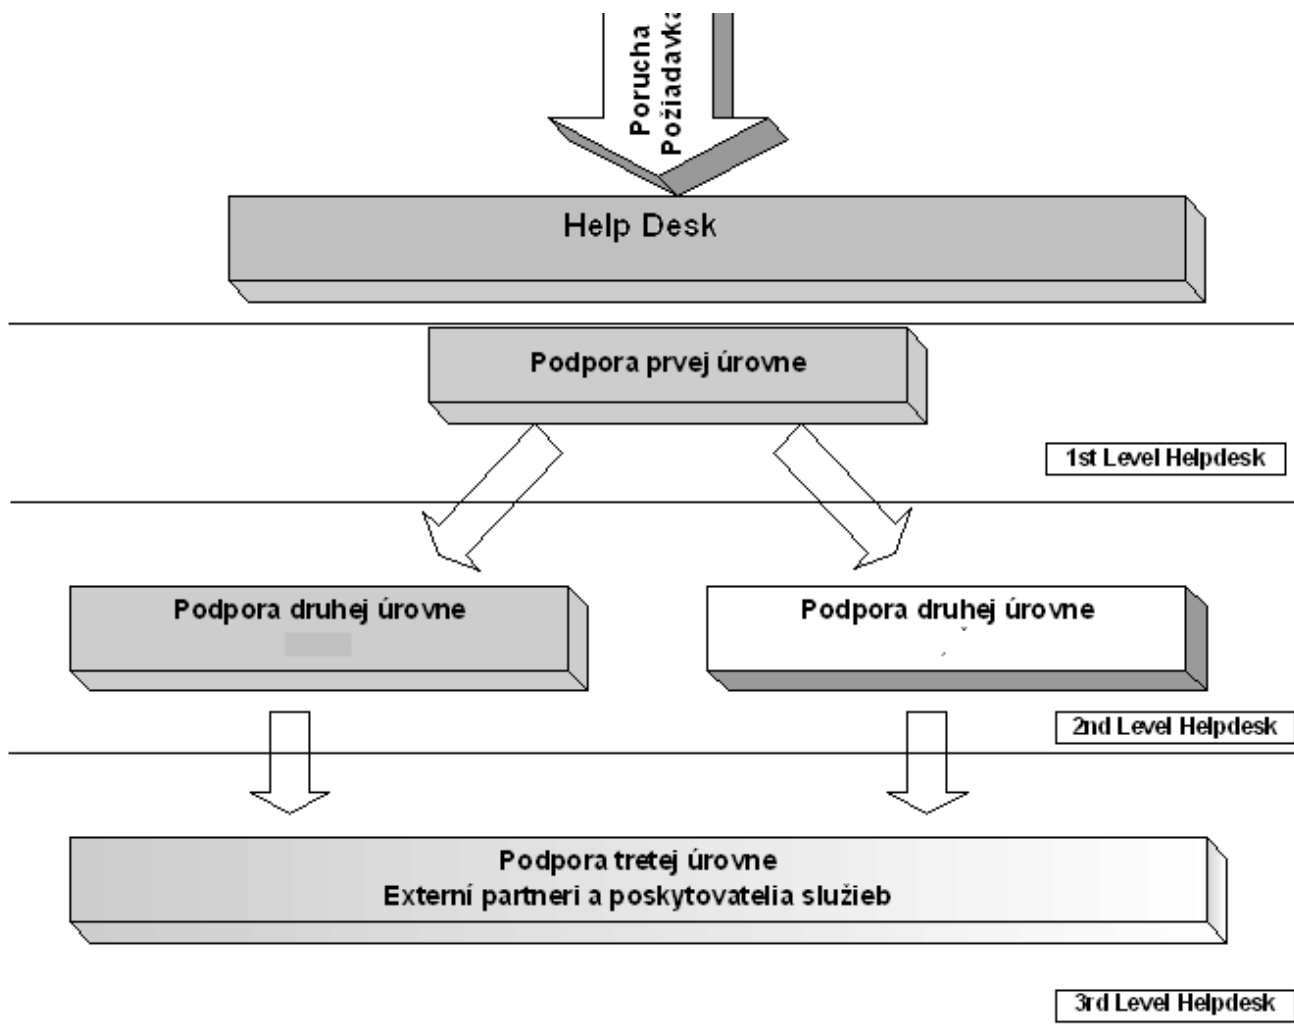 Porucha
Požiadavka
Help Desk
Podpora prvej úrovne
1st Level Helpdesk
Podpora druhej úrovne
Podpora druhej úrovne
2nd Level Helpdesk
Podpora tretej úrovne
Externí partneri a poskytovatelia služieb
3rd Level Helpdesk